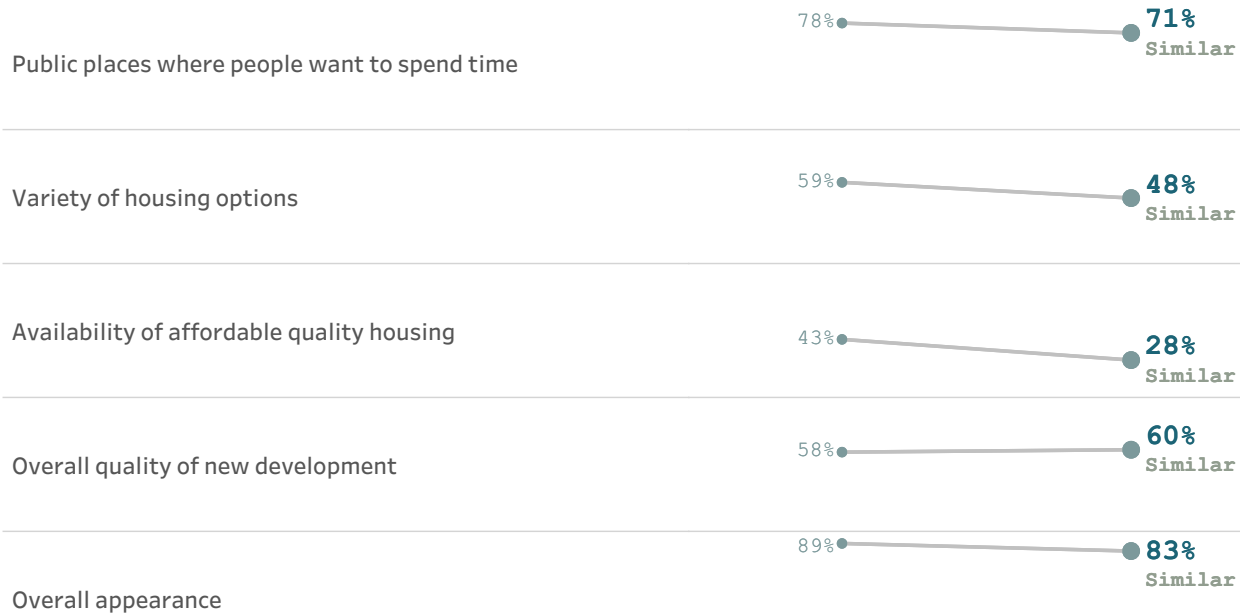 78% 71%
Similar
Public places where people want to spend time
59% 48%
Similar
Variety of housing options
43% 28%
Similar
Availability of affordable quality housing
58% 60%
Similar
Overall quality of new development
89% 83%
Similar
Overall appearance